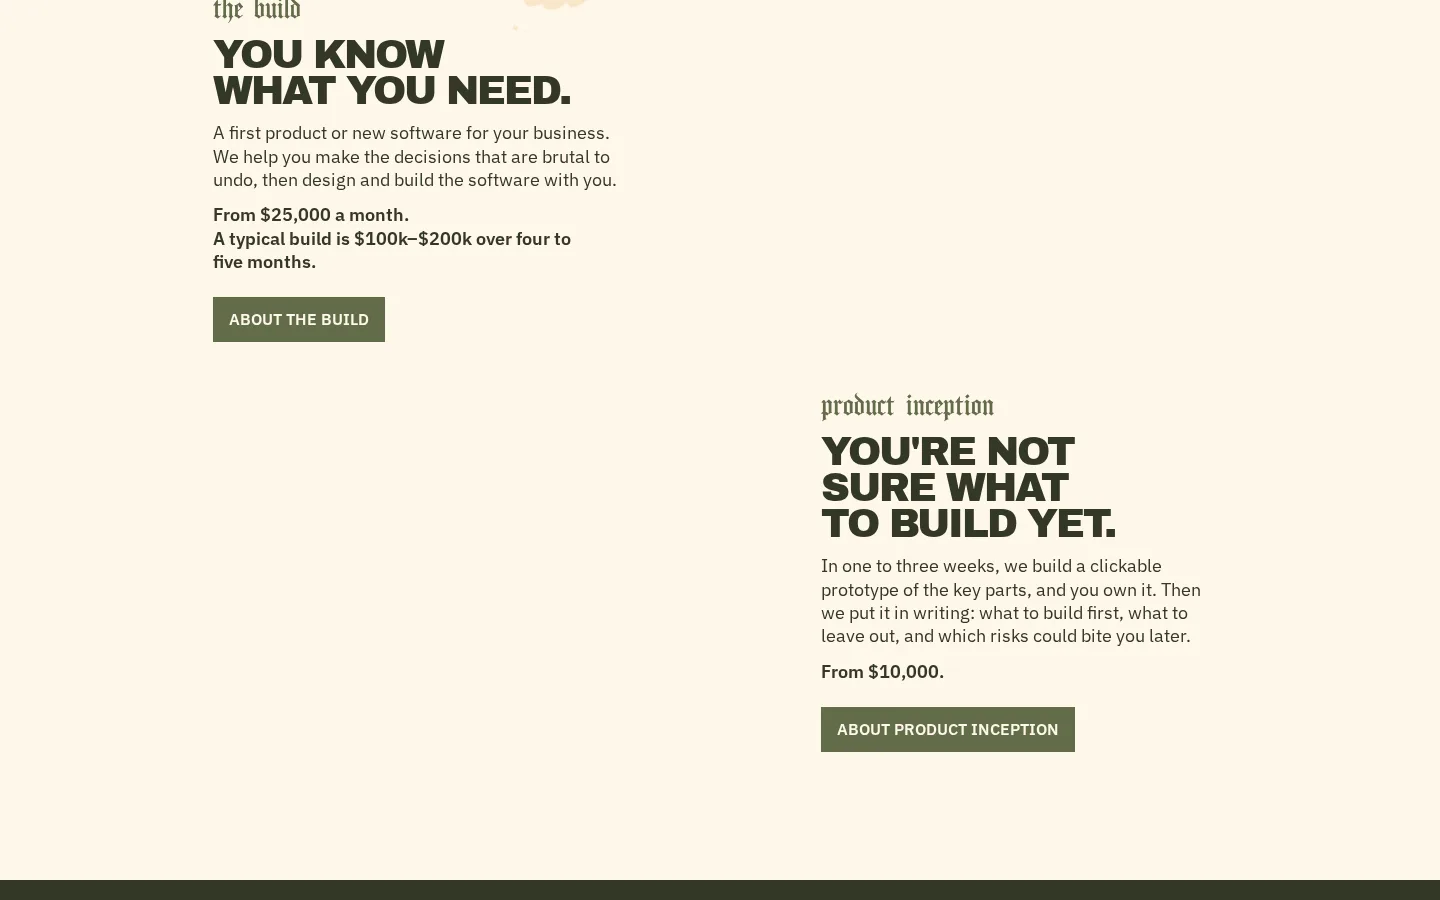 the build
YOU KNOW
WHAT YOU NEED.
A first product or new software for your business.
We help you make the decisions that are brutal to
undo, then design and build the software with you.
From $25,000 a month.
A typical build is $100k–$200k over four to
five months.
ABOUT THE BUILD
product inception
YOU'RE NOT
SURE WHAT
TO BUILD YET.
In one to three weeks, we build a clickable
prototype of the key parts, and you own it. Then
we put it in writing: what to build first, what to
leave out, and which risks could bite you later.
From $10,000.
ABOUT PRODUCT INCEPTION